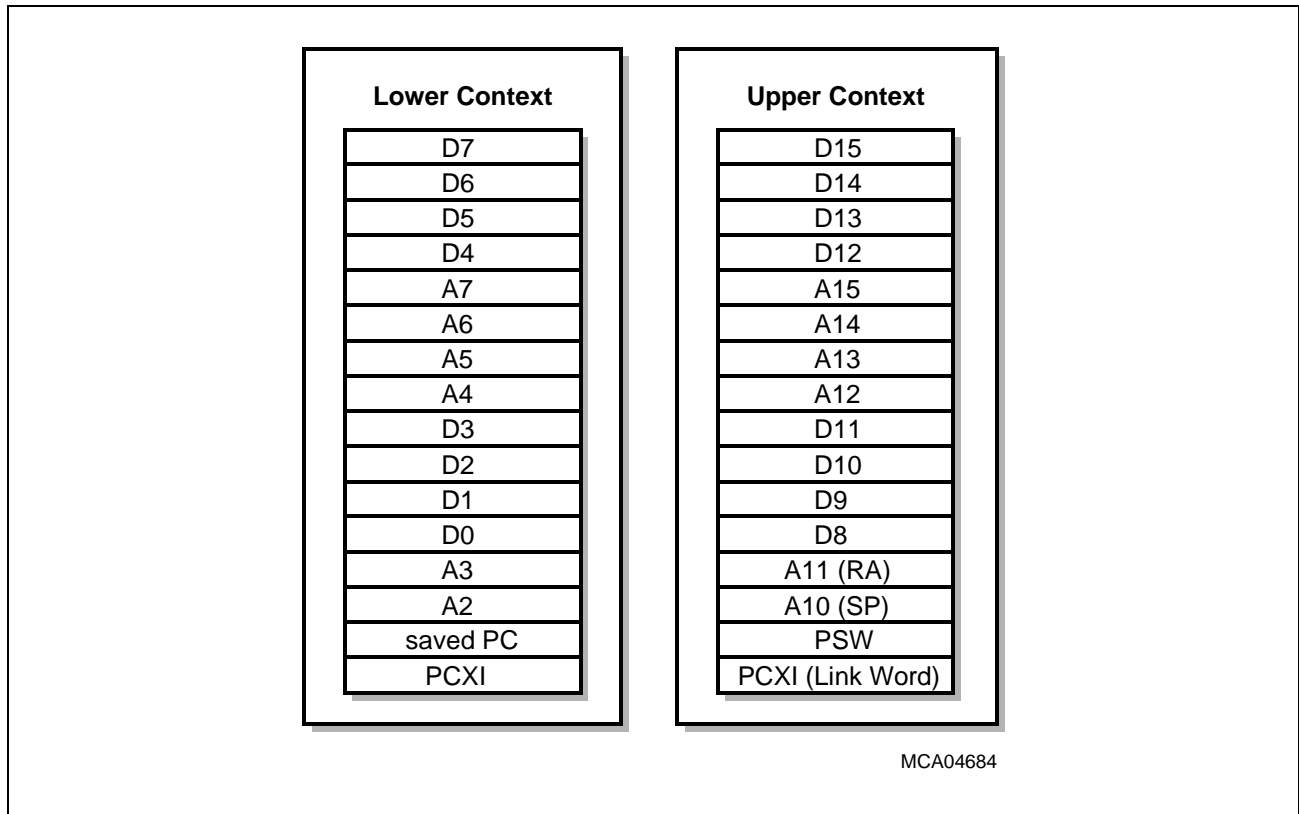 Lower Context
D7
D6
D5
D4
A7
A6
A5
A4
D3
D2
D1
D0
A3
A2
saved PC
PCXI
Upper Context
D15
D14
D13
D12
A15
A14
A13
A12
D11
D10
D9
D8
A11 (RA)
A10 (SP)
PSW
PCXI (Link Word)
MCA04684